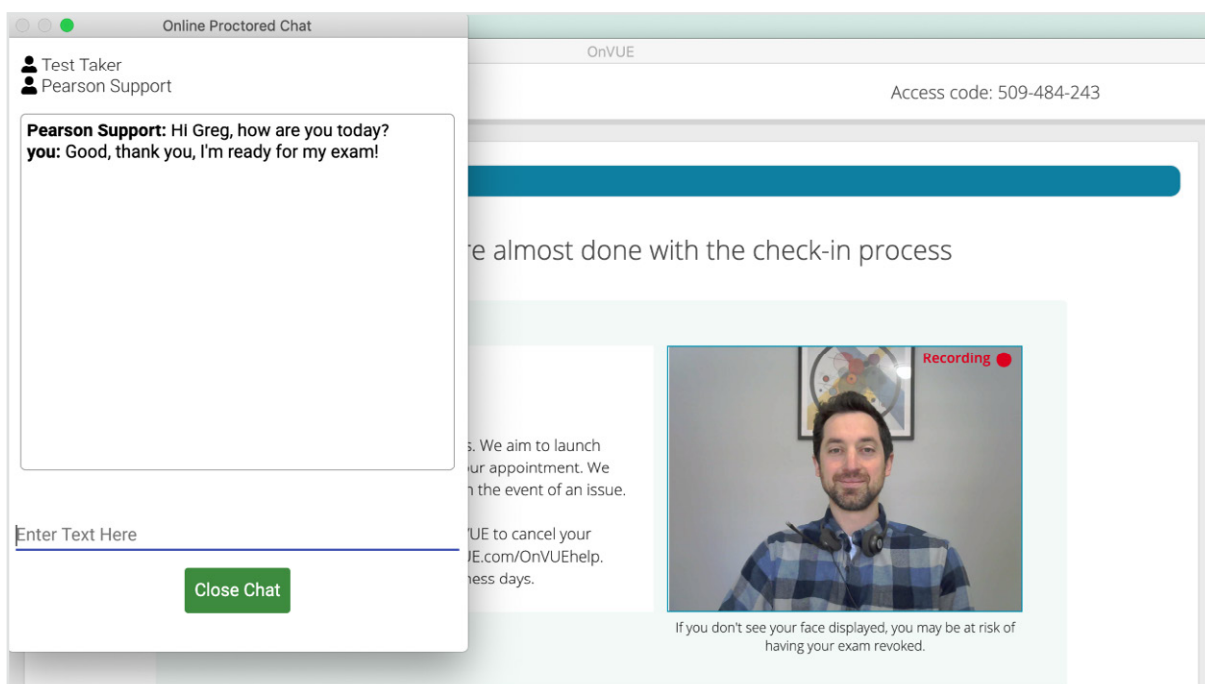 Online Proctored Chat
Test Taker
Pearson Support
Pearson Support: Hi Greg, how are you today?
you: Good, thank you, I'm ready for my exam!
Enter Text Here
Close Chat
OnVUE
Access code: 509-484-243
re almost done with the check-in process
s. We aim to launch
our appointment. We
n the event of an issue.
VUE to cancel your
UE.com/OnVUEhelp.
ness days.
Recording
If you don't see your face displayed, you may be at risk of
having your exam revoked.